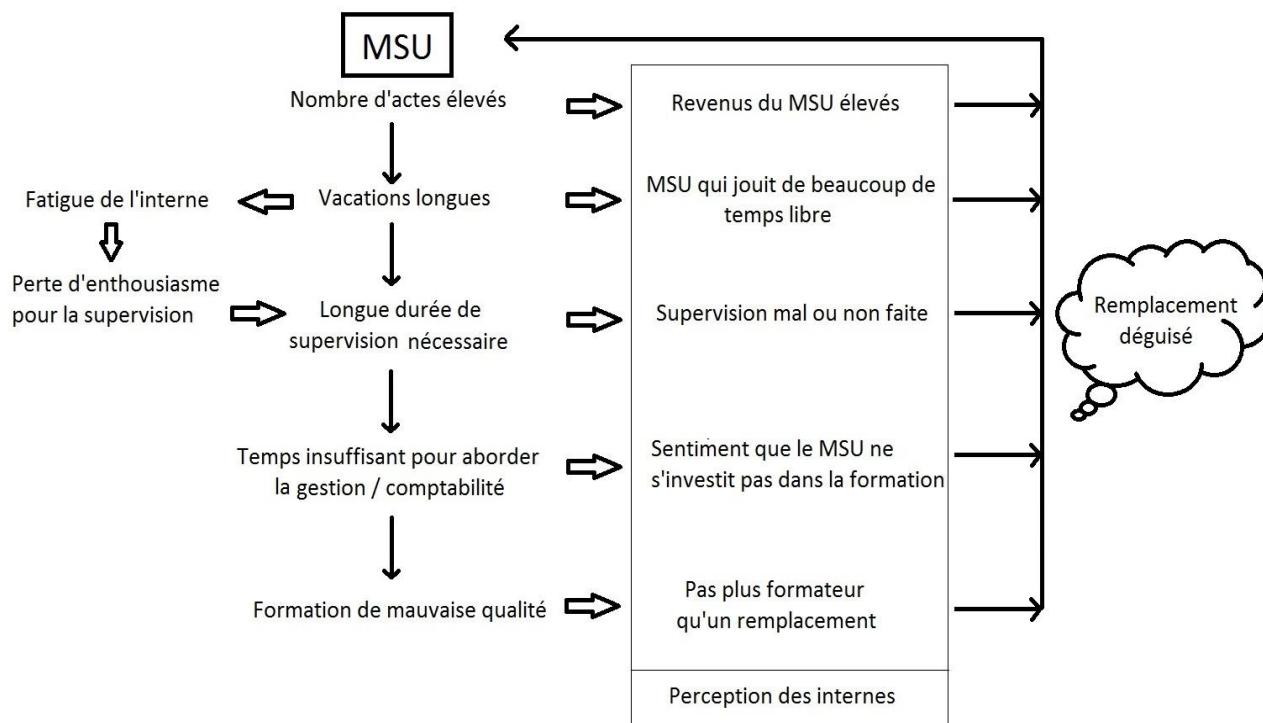 MSU
Nombre d'actes élevés
Revenus du MSU élevés
Fatigue de l'interne
Vacations longues
MSU qui jouit de beaucoup de
temps libre
Perte d'enthousiasme
pour la supervision
Longue durée de
supervision nécessaire
Supervision mal ou non faite
Remplacement
déguisé
Temps insuffisant pour aborder
la gestion / comptabilité
Sentiment que le MSU ne
s'investit pas dans la formation
Formation de mauvaise qualité
Pas plus formateur
qu'un remplacement
Perception des internes